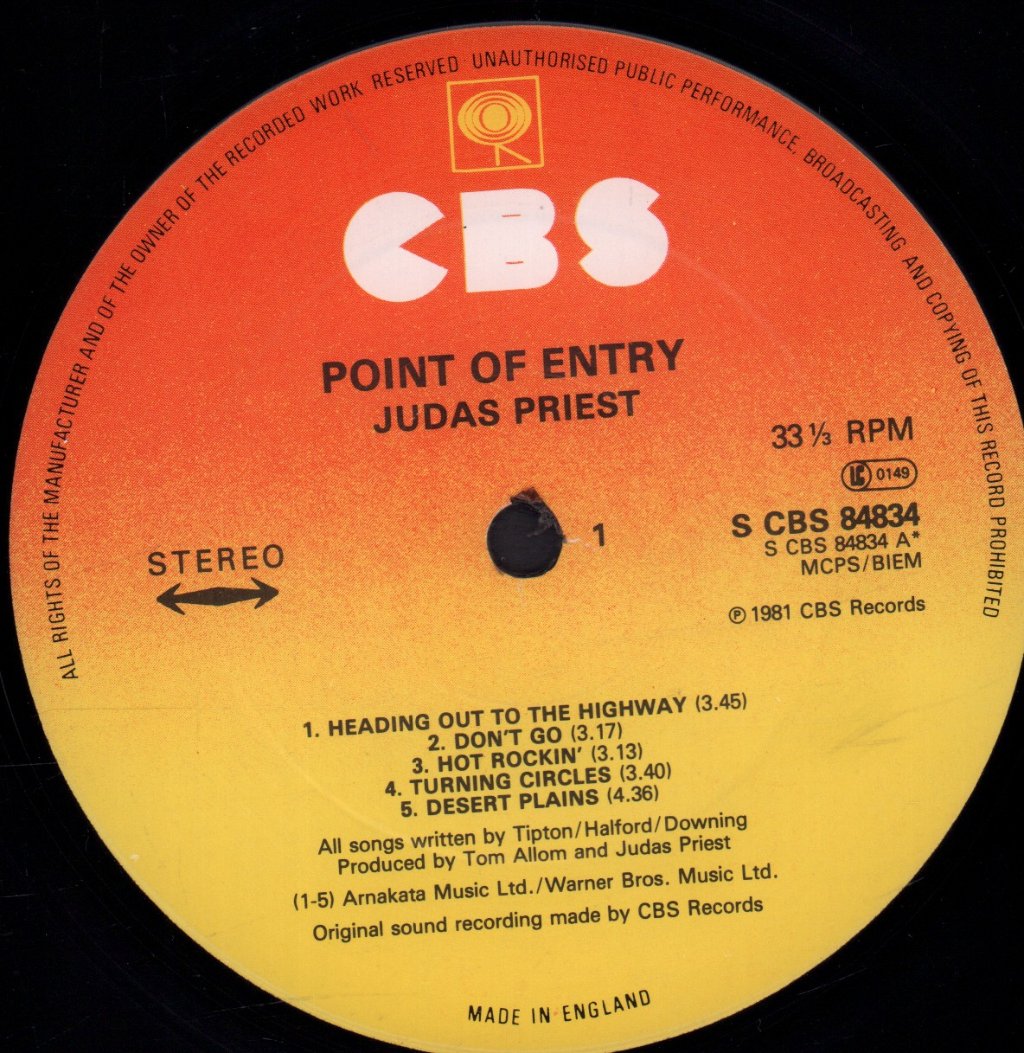 ALL RIGHTS OF THE MANUFACTURER AND OF THE OWNER OF THE RECORDED WORK RESERVED UNAUTHORISED PUBLIC PERFORMANCE, BROADCASTING AND COPYING OF THIS RECORD PROHIBITED
CBS
POINT OF ENTRY
JUDAS PRIEST
33⅓ RPM
LC 0149
STEREO
1
S CBS 84834
S CBS 84834 A*
MCPS/BIEM
℗ 1981 CBS Records
1. HEADING OUT TO THE HIGHWAY (3.45)
2. DON'T GO (3.17)
3. HOT ROCKIN' (3.13)
4. TURNING CIRCLES (3.40)
5. DESERT PLAINS (4.36)
All songs written by Tipton/Halford/Downing
Produced by Tom Allom and Judas Priest
(1-5) Arnakata Music Ltd./Warner Bros. Music Ltd.
Original sound recording made by CBS Records
MADE IN ENGLAND